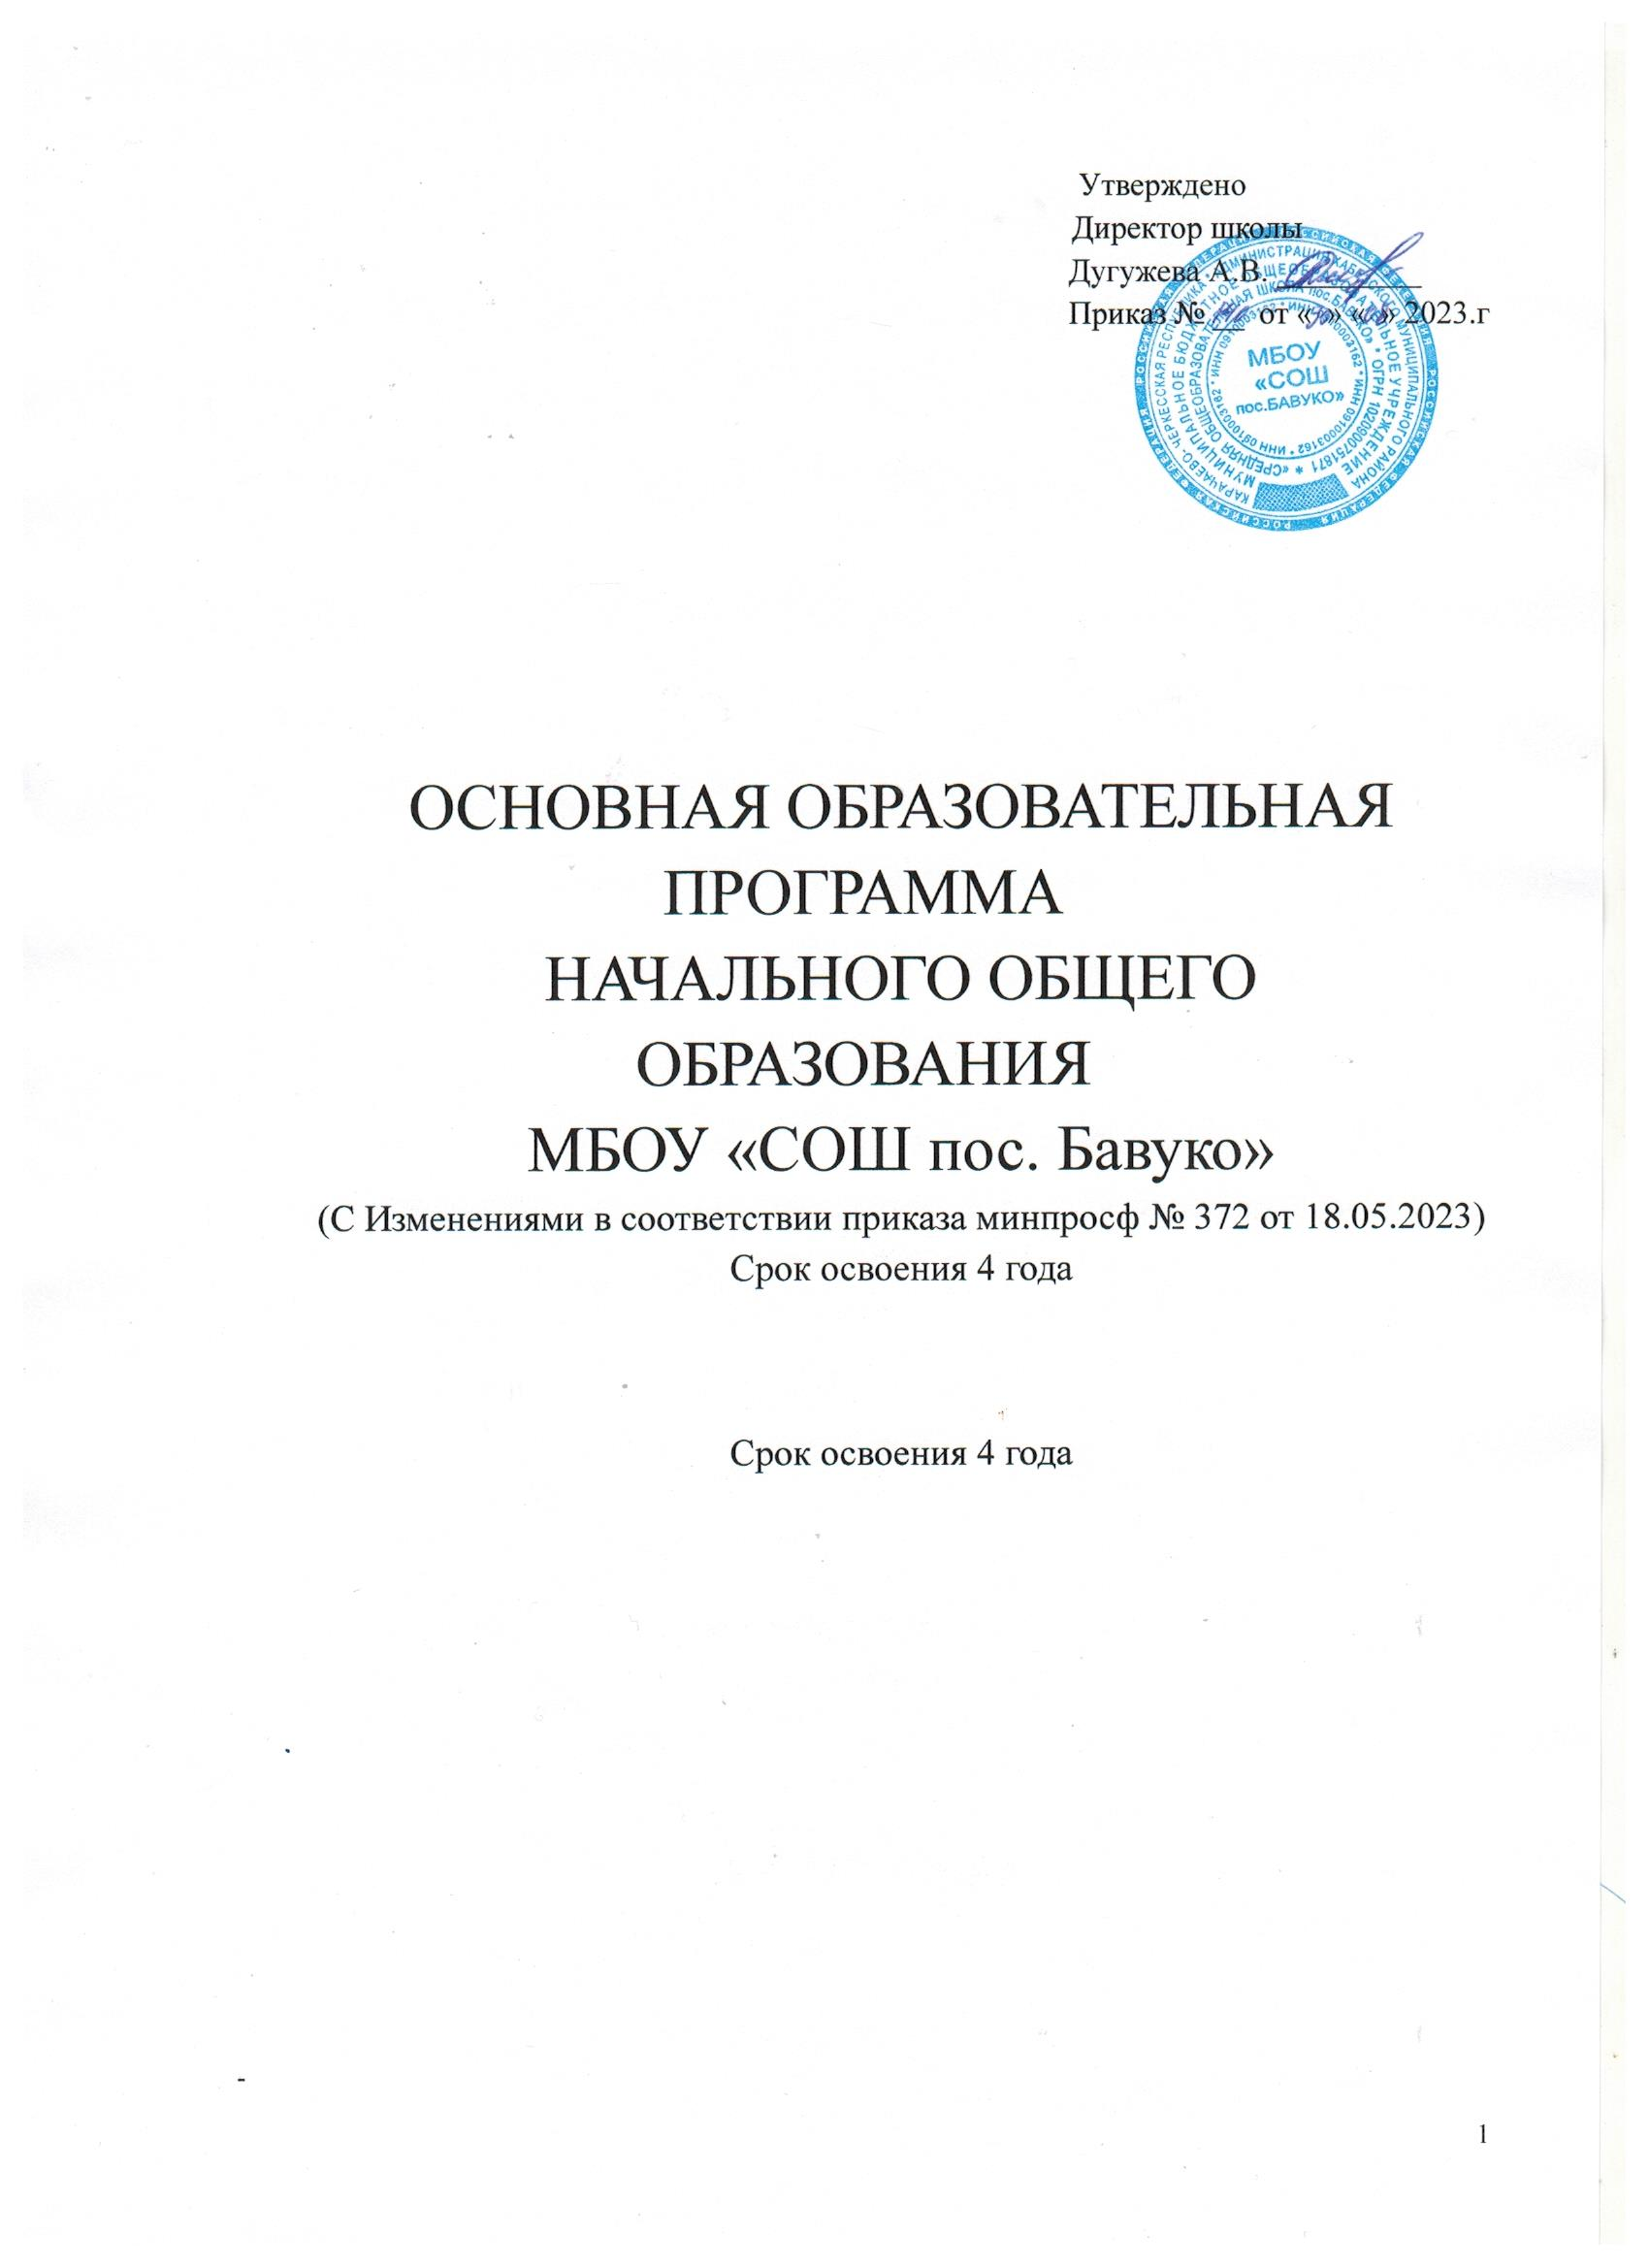 Утверждено
Директор школы
Дугужева А.В.
Приказ № от « » « » 2023.г
МБОУ
«СОШ
пос.БАВУКО»
ОСНОВНАЯ ОБРАЗОВАТЕЛЬНАЯ
ПРОГРАММА
НАЧАЛЬНОГО ОБЩЕГО
ОБРАЗОВАНИЯ
МБОУ «СОШ пос. Бавуко»
(С Изменениями в соответствии приказа минпросф № 372 от 18.05.2023)
Срок освоения 4 года
Срок освоения 4 года
1